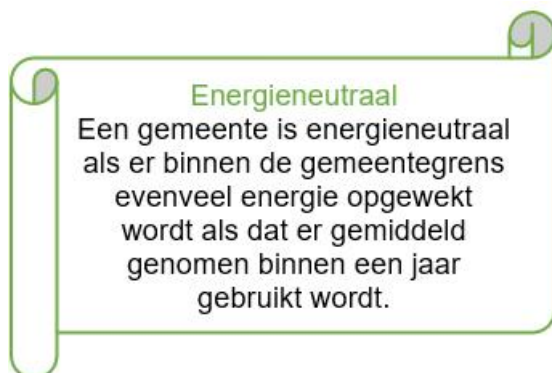 Energieneutraal
Een gemeente is energieneutraal
als er binnen de gemeentegrens
evenveel energie opgewekt
wordt als dat er gemiddeld
genomen binnen een jaar
gebruikt wordt.